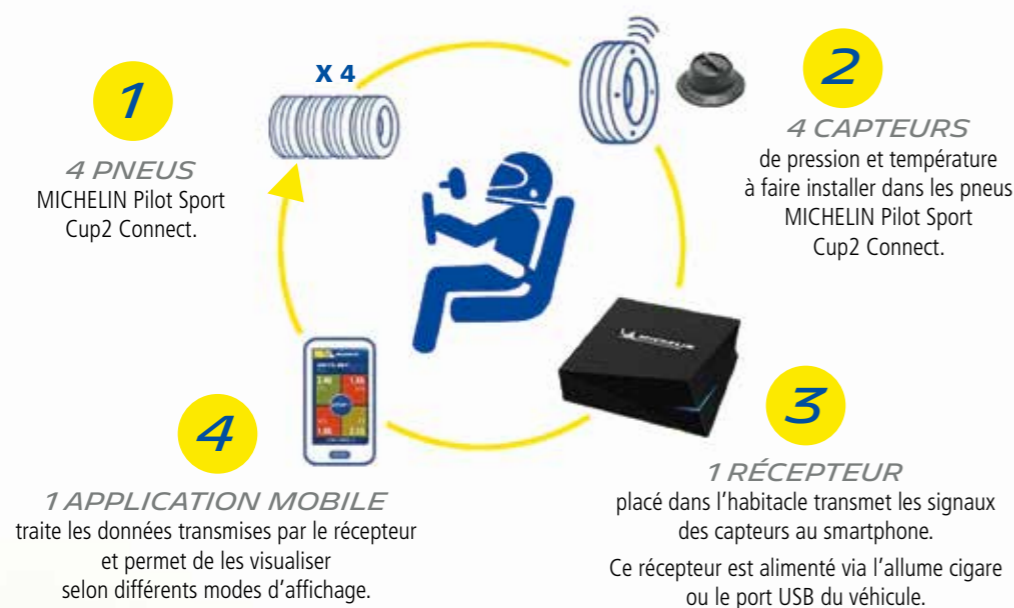 1
4 PNEUS
MICHELIN Pilot Sport
Cup2 Connect.
X 4
2
4 CAPTEURS
de pression et température
à faire installer dans les pneus
MICHELIN Pilot Sport
Cup2 Connect.
MICHELIN
3
1 RÉCEPTEUR
placé dans l'habitacle transmet les signaux
des capteurs au smartphone.
Ce récepteur est alimenté via l'allume cigare
ou le port USB du véhicule.
4
1 APPLICATION MOBILE
traite les données transmises par le récepteur
et permet de les visualiser
selon différents modes d'affichage.